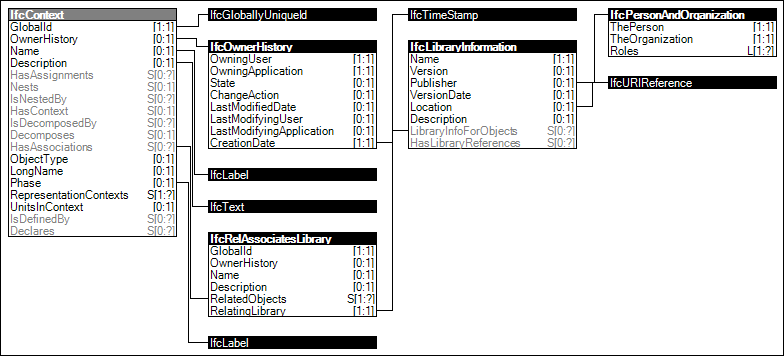 IfcContext
GlobalId [1:1]
OwnerHistory [0:1]
Name [0:1]
Description [0:1]
HasAssignments S[0:?]
Nests S[0:?]
IsNestedBy S[0:?]
HasContext S[0:?]
IsDecomposedBy S[0:?]
Decomposes S[0:?]
HasAssociations S[0:?]
ObjectType [0:1]
LongName [0:1]
Phase [0:1]
RepresentationContexts S[1:?]
UnitsInContext [0:1]
IsDefinedBy S[0:?]
Declares S[0:?]
IfcGloballyUniqueId
IfcOwnerHistory
OwningUser [1:1]
OwningApplication [1:1]
State [0:1]
ChangeAction [0:1]
LastModifiedDate [0:1]
LastModifyingUser [0:1]
LastModifyingApplication [0:1]
CreationDate [1:1]
IfcLabel
IfcText
IfcRelAssociatesLibrary
GlobalId [1:1]
OwnerHistory [0:1]
Name [0:1]
Description [0:1]
RelatedObjects S[1:?]
RelatingLibrary [1:1]
IfcLabel
IfcTimeStamp
IfcLibraryInformation
Name [1:1]
Version [0:1]
Publisher [0:1]
VersionDate [0:1]
Location [0:1]
Description [0:1]
LibraryInfoForObjects S[0:?]
HasLibraryReferences S[0:?]
IfcPersonAndOrganization
ThePerson [1:1]
TheOrganization [1:1]
Roles L[1:?]
IfcURIReference